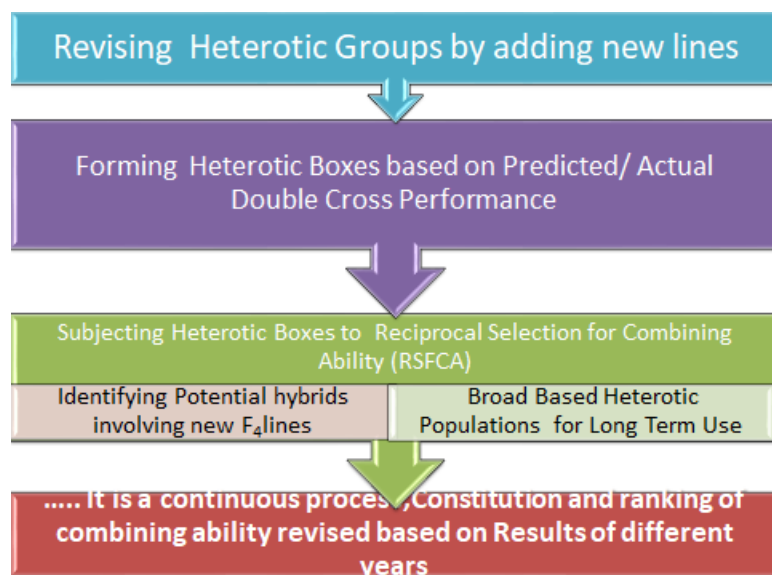 Revising Heterotic Groups by adding new lines
Forming Heterotic Boxes based on Predicted/ Actual
Double Cross Performance
Subjecting Heterotic Boxes to Reciprocal Selection for Combining
Ability (RSFCA)
Identifying Potential hybrids
involving new F₄lines
Broad Based Heterotic
Populations for Long Term Use
..... It is a continuous process ,Constitution and ranking of
combining ability revised based on Results of different
years